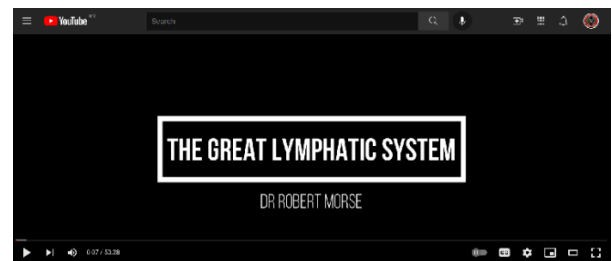 YouTube
Search
THE GREAT LYMPHATIC SYSTEM
DR ROBERT MORSE
0:07 / 53:28